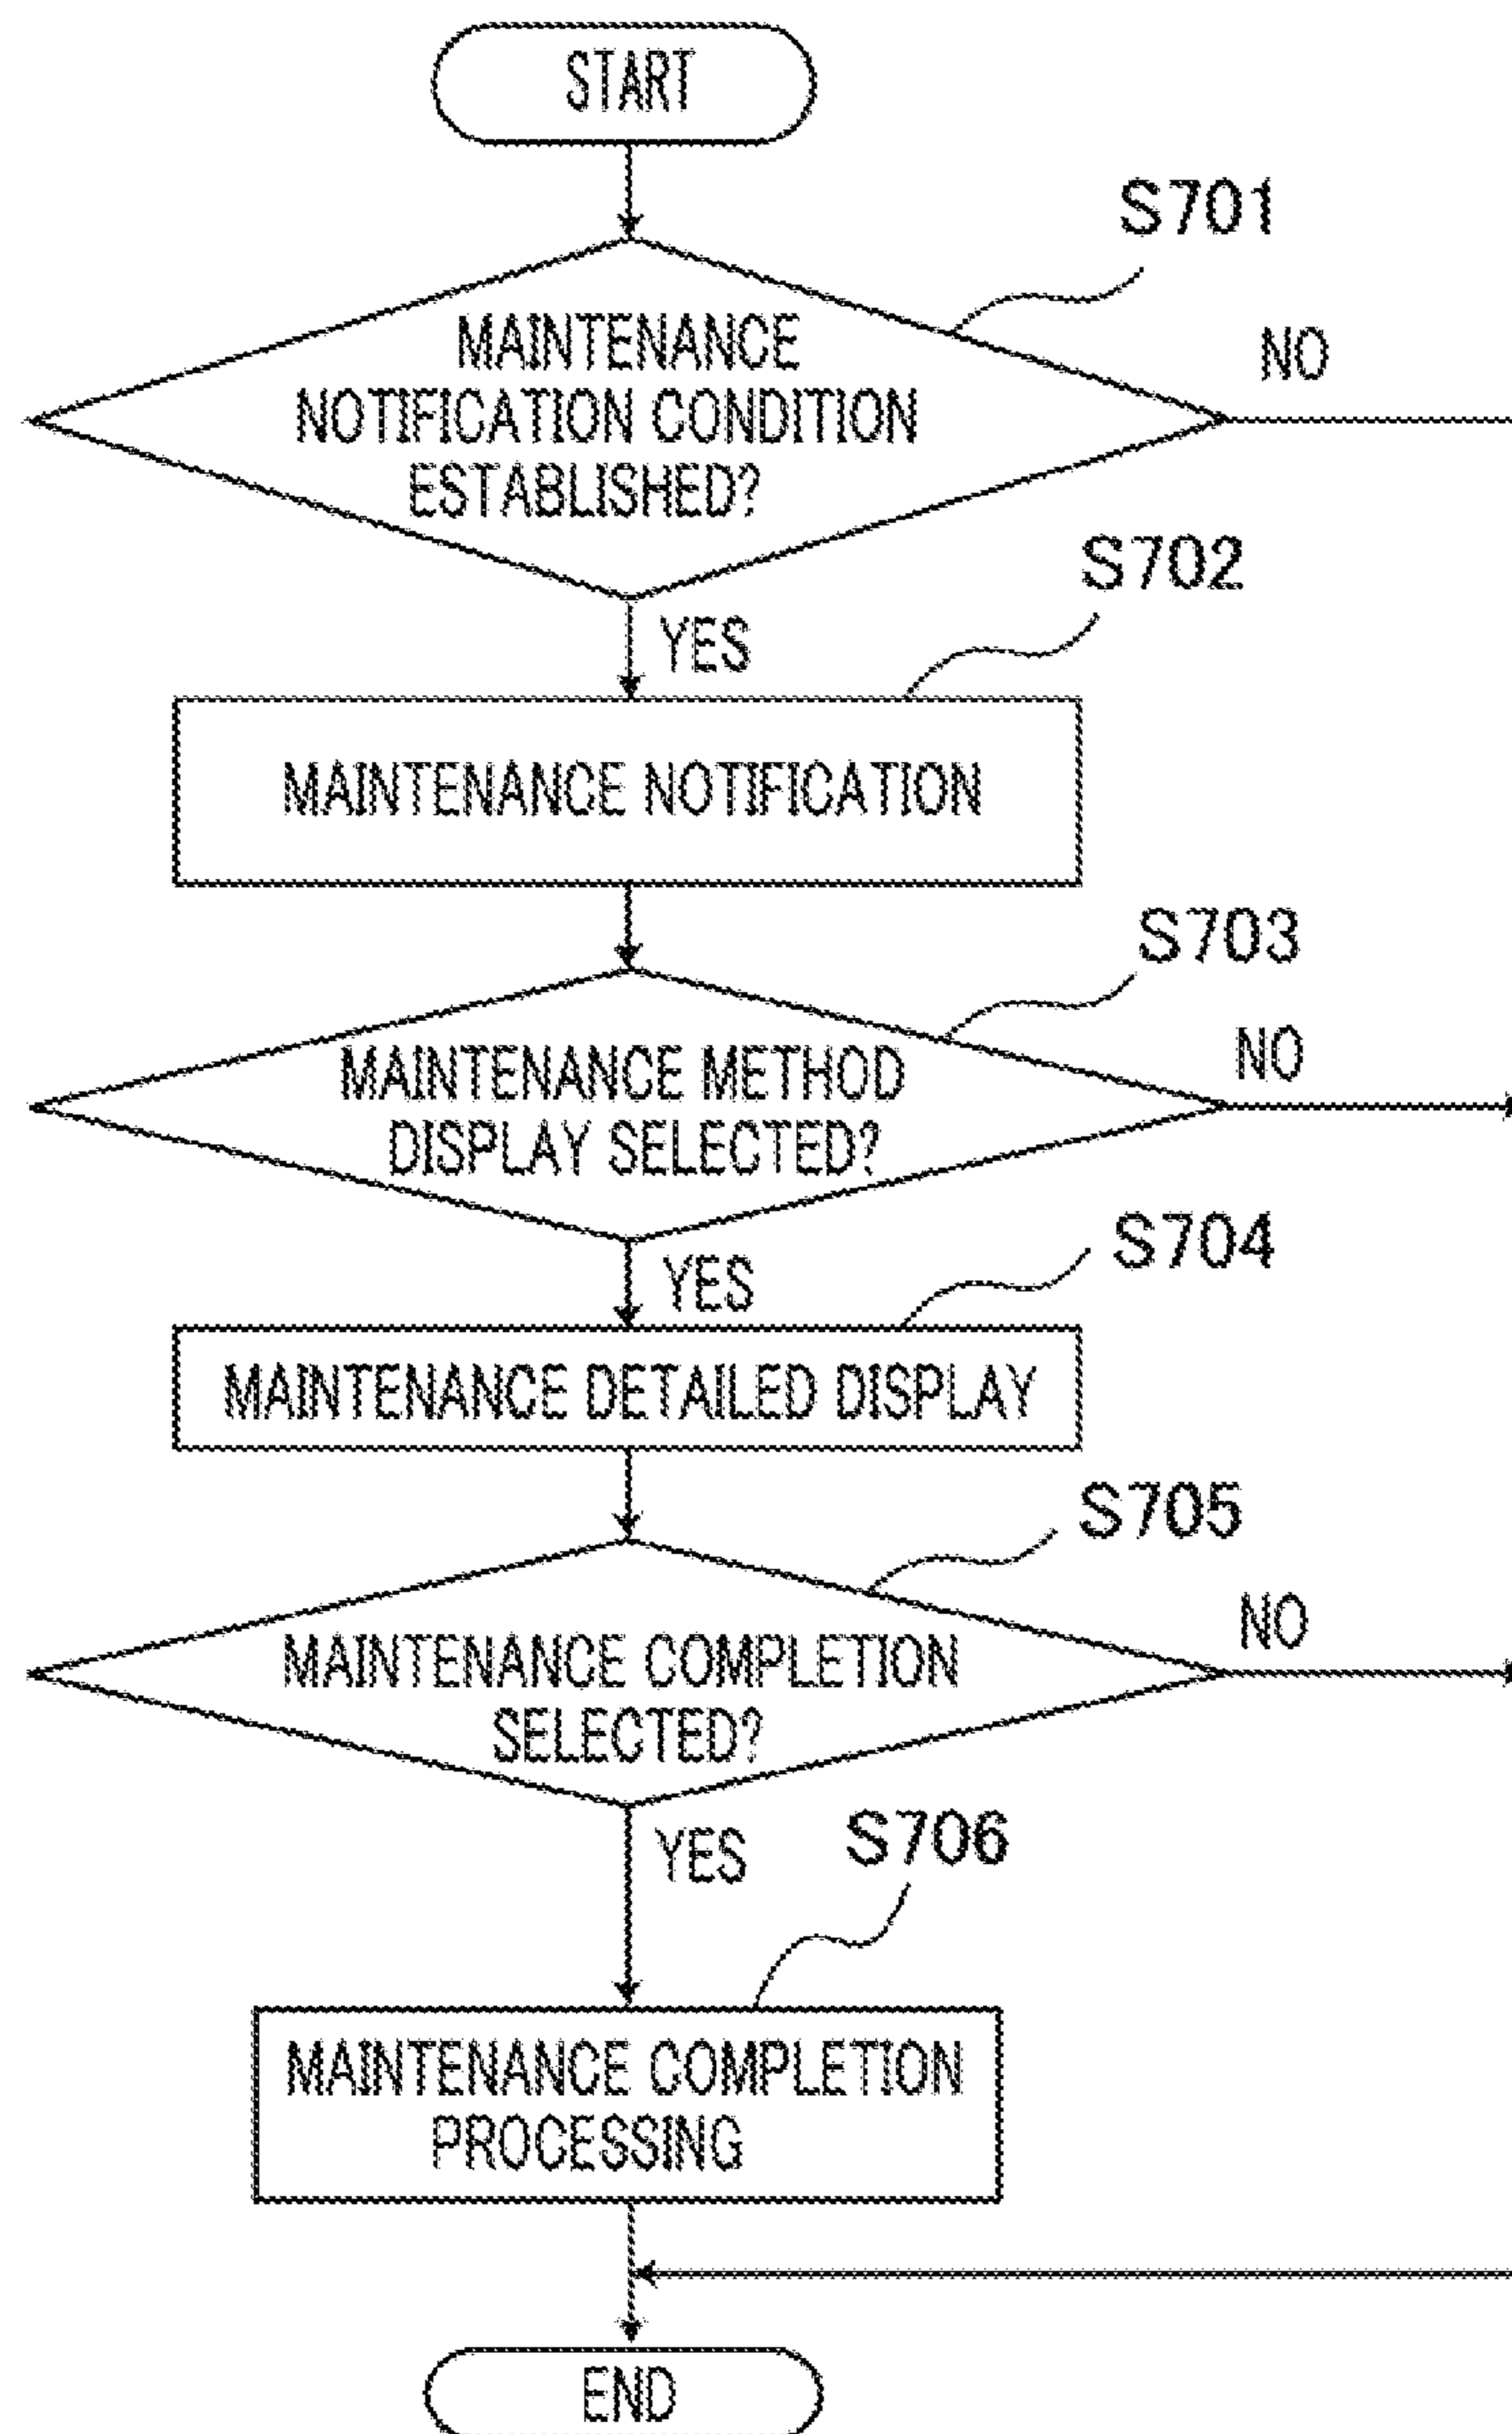 START
S701
MAINTENANCE
NOTIFICATION CONDITION
ESTABLISHED?
NO
S702
YES
MAINTENANCE NOTIFICATION
S703
MAINTENANCE METHOD
DISPLAY SELECTED?
NO
S704
YES
MAINTENANCE DETAILED DISPLAY
S705
MAINTENANCE COMPLETION
SELECTED?
NO
YES
S706
MAINTENANCE COMPLETION
PROCESSING
END